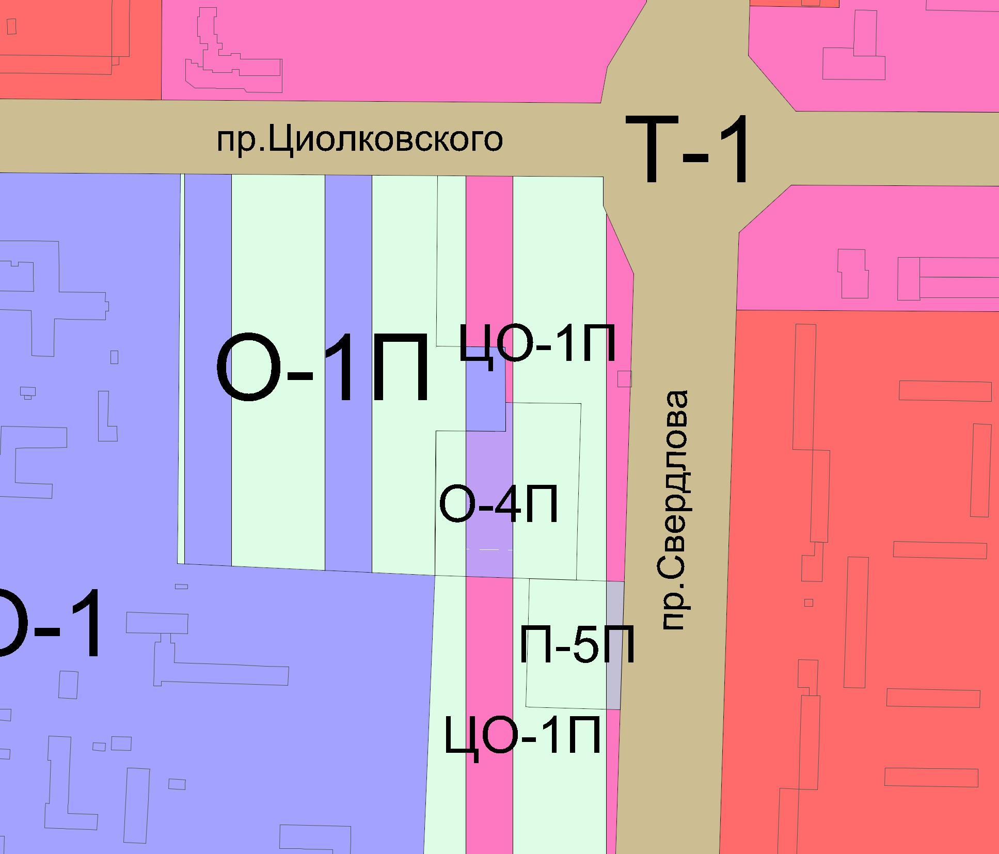 пр.Циолковского
Т-1
О-1П
ЦО-1П
О-4П
пр.Свердлова
О-1
П-5П
ЦО-1П